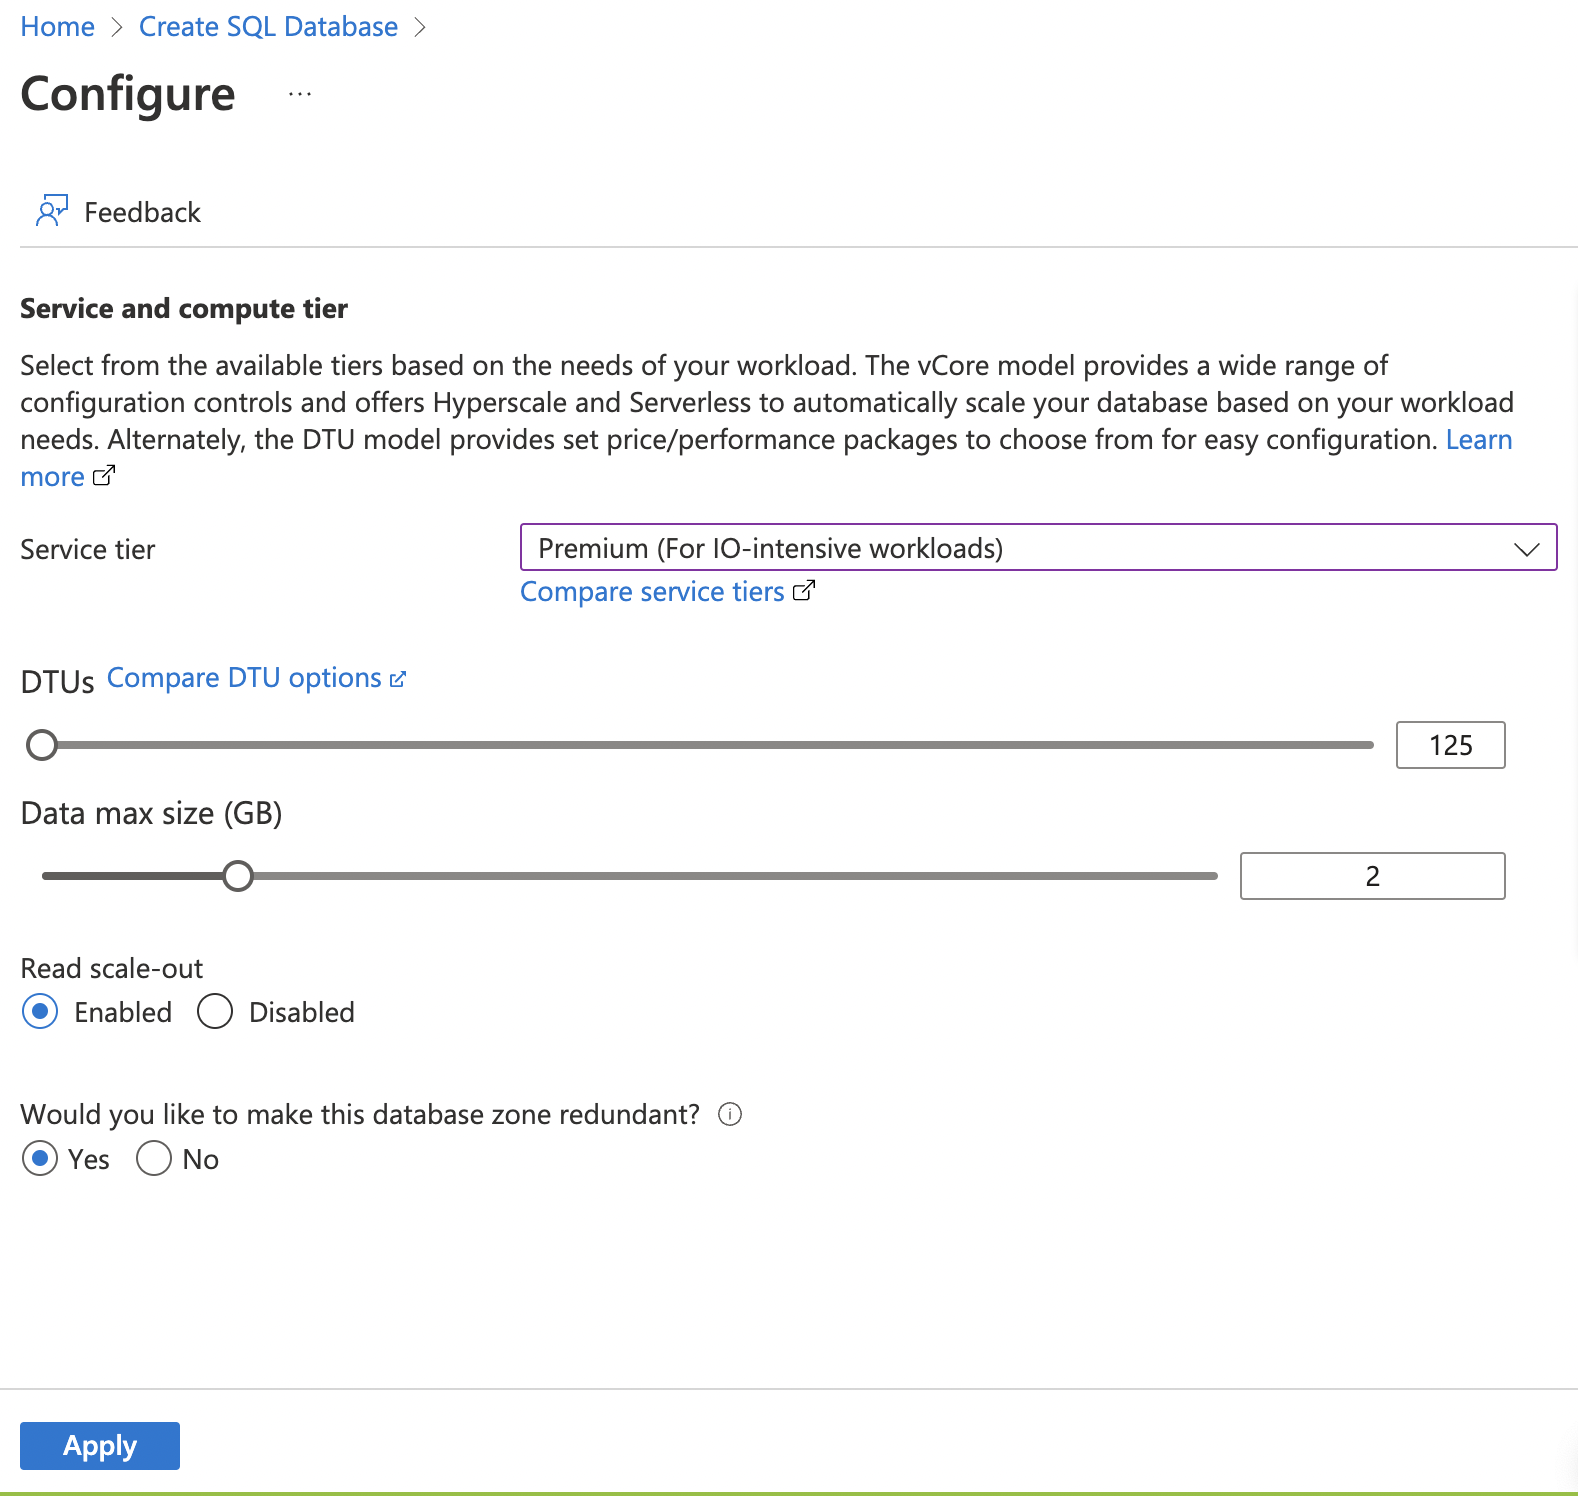 Home > Create SQL Database >
Configure ...
Feedback
Service and compute tier
Select from the available tiers based on the needs of your workload. The vCore model provides a wide range of
configuration controls and offers Hyperscale and Serverless to automatically scale your database based on your workload
needs. Alternately, the DTU model provides set price/performance packages to choose from for easy configuration. Learn
more
Service tier
Premium (For IO-intensive workloads)
Compare service tiers
DTUs Compare DTU options
125
Data max size (GB)
2
Read scale-out
Enabled Disabled
Would you like to make this database zone redundant?
Yes No
Apply